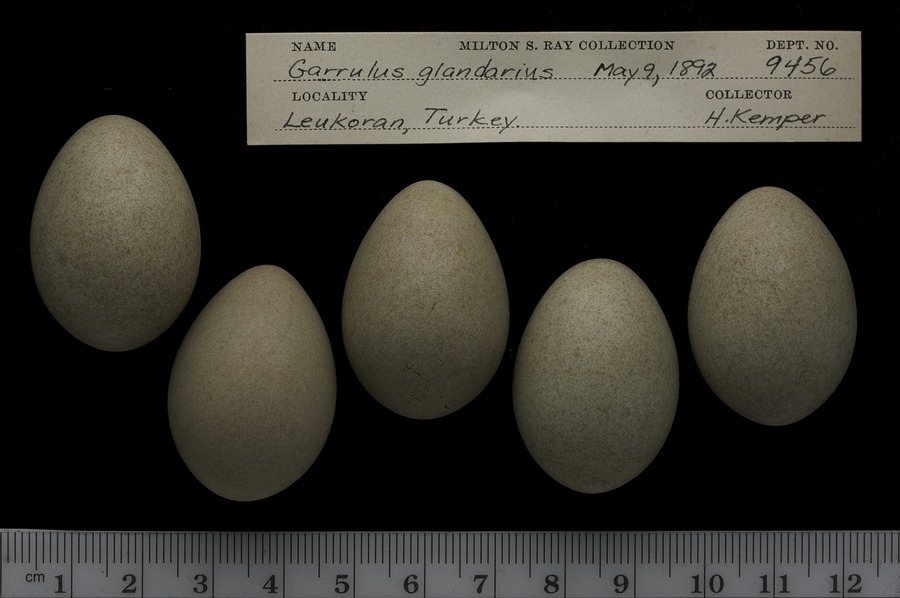 NAME MILTON S. RAY COLLECTION DEPT. NO.
Garrulus glandarius May 9, 1892 9456
LOCALITY COLLECTOR
Leukoran, Turkey. H. Kemper
cm 1 2 3 4 5 6 7 8 9 10 11 12